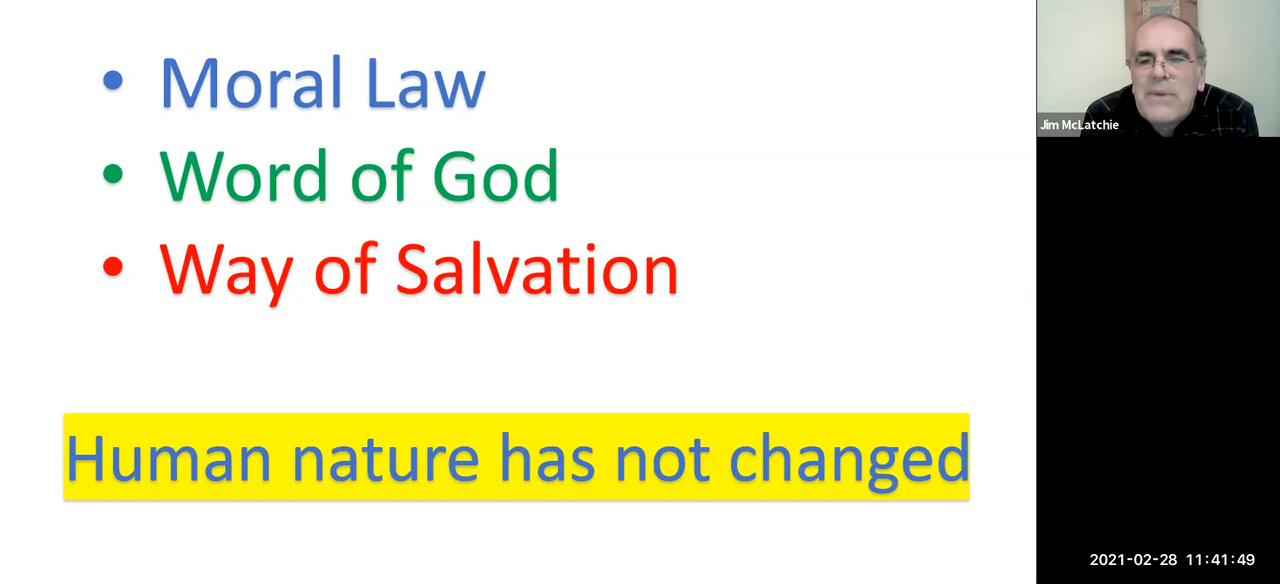 • Moral Law
• Word of God
• Way of Salvation
Human nature has not changed
Jim McLatchie
2021-02-28 11:41:49